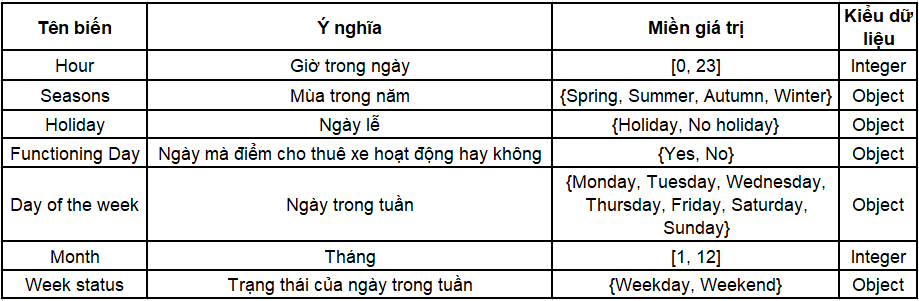 Tên biến Ý nghĩa Miền giá trị Kiểu dữ
liệu
Hour Giờ trong ngày [0, 23] Integer
Seasons Mùa trong năm {Spring, Summer, Autumn, Winter} Object
Holiday Ngày lễ {Holiday, No holiday} Object
Functioning Day Ngày mà điểm cho thuê xe hoạt động hay không {Yes, No} Object
{Monday, Tuesday, Wednesday,
Day of the week Ngày trong tuần Thursday, Friday, Saturday, Object
Sunday}
Month Tháng [1, 12] Integer
Week status Trạng thái của ngày trong tuần {Weekday, Weekend} Object